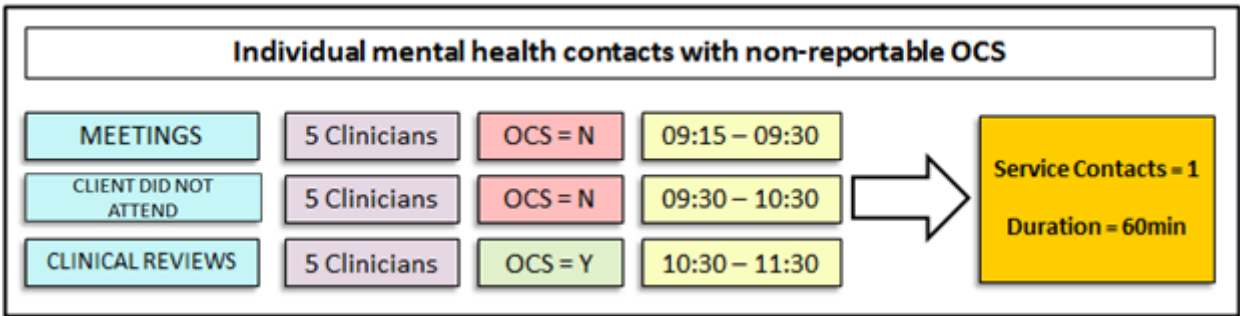 Individual mental health contacts with non-reportable OCS
MEETINGS
5 Clinicians
OCS = N
09:15 – 09:30
CLIENT DID NOT
ATTEND
5 Clinicians
OCS = N
09:30 – 10:30
CLINICAL REVIEWS
5 Clinicians
OCS = Y
10:30 – 11:30
Service Contacts = 1
Duration = 60min